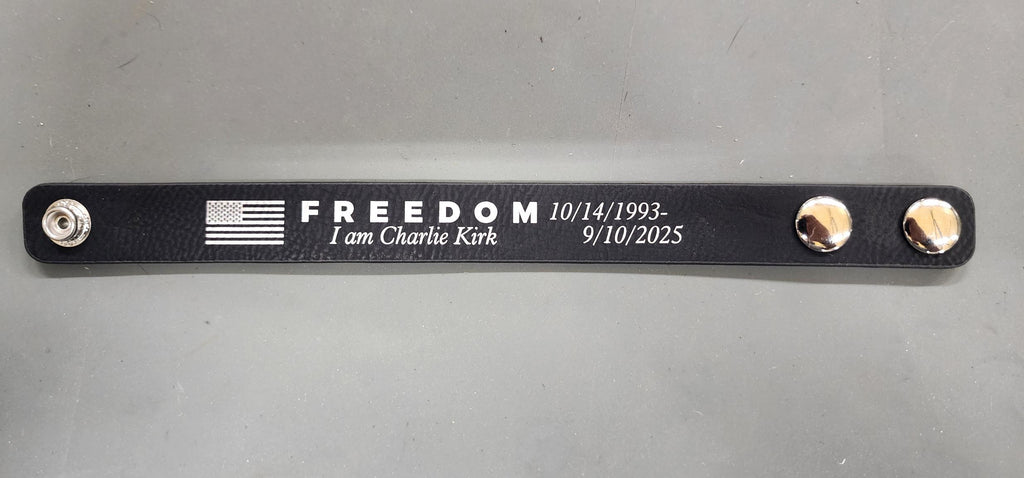 FREEDOM 10/14/1993-
I am Charlie Kirk 9/10/2025